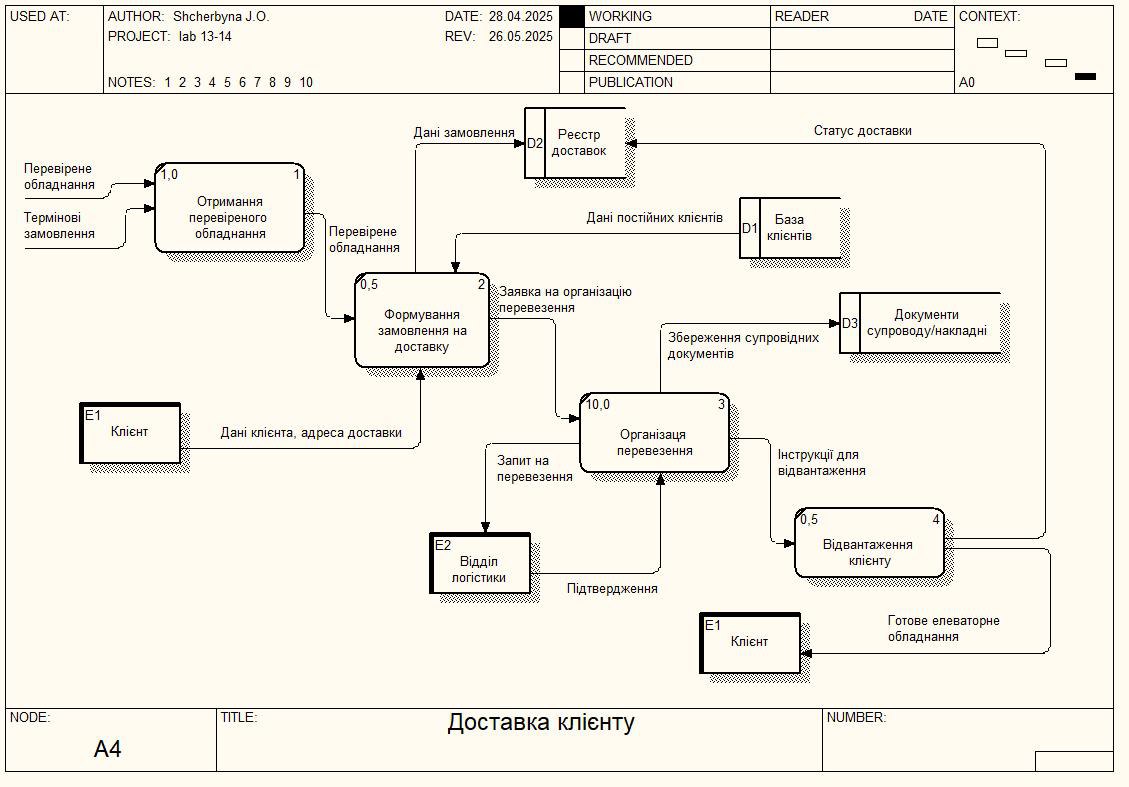 USED AT:
AUTHOR: Shcherbyna J.O.
DATE: 28.04.2025
PROJECT: lab 13-14
REV: 26.05.2025
NOTES: 1 2 3 4 5 6 7 8 9 10
WORKING
DRAFT
RECOMMENDED
PUBLICATION
READER
DATE
CONTEXT:
A0
Дані замовлення
D2
Реєстр
доставок
Статус доставки
Перевірене
обладнання
Термінові
замовлення
1,0
1
Отримання
перевіреного
обладнання
Перевірене
обладнання
Дані постійних клієнтів
D1
База
клієнтів
0,5
2
Формування
замовлення на
доставку
Заявка на організацію
перевезення
Збереження супровідних
документів
D3
Документи
супроводу/накладні
E1
Клієнт
Дані клієнта, адреса доставки
10,0
3
Організаця
перевезення
Запит на
перевезення
Інструкції для
відвантаження
E2
Відділ
логістики
Підтвердження
0,5
4
Відвантаження
клієнту
E1
Клієнт
Готове елеваторне
обладнання
NODE:
A4
TITLE:
Доставка клієнту
NUMBER: